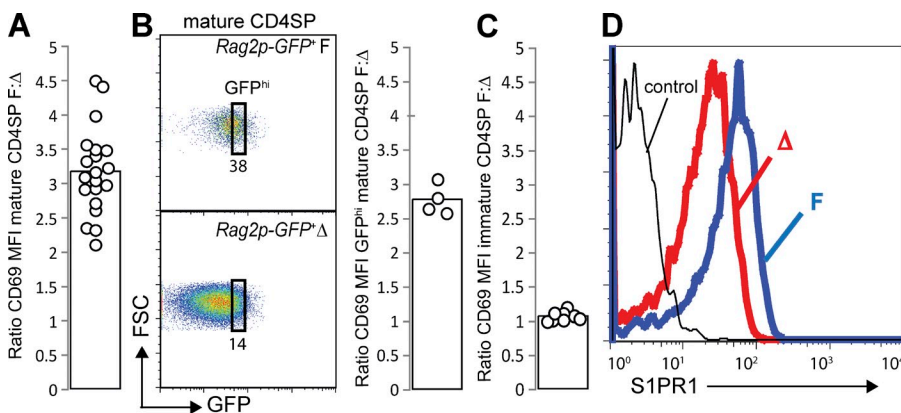 A
Ratio CD69 MFI mature CD4SP F:Δ
5
4.5
4
3.5
3
2.5
2
1.5
1
0.5
0
B
mature CD4SP
Rag2p-GFP⁺ F
GFPʰⁱ
38
Rag2p-GFP⁺Δ
14
FSC
GFP
Ratio CD69 MFI GFPʰⁱ mature CD4SP F:Δ
5
4.5
4
3.5
3
2.5
2
1.5
1
0.5
0
C
Ratio CD69 MFI immature CD4SP F:Δ
5
4.5
4
3.5
3
2.5
2
1.5
1
0.5
0
D
control
Δ
F
10⁰
10¹
10²
10³
S1PR1